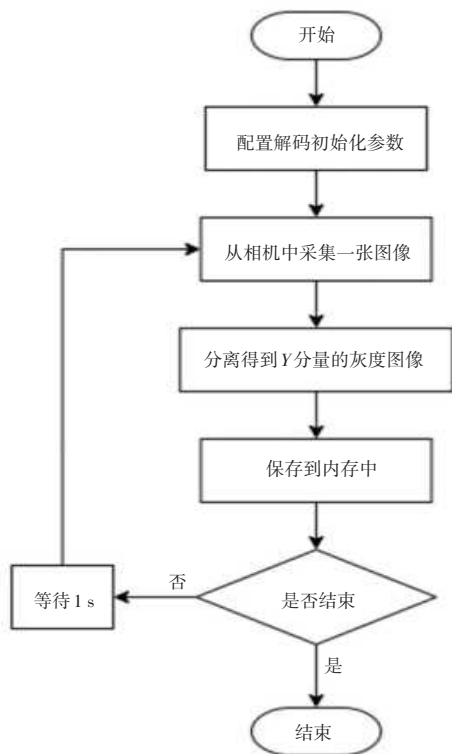 开始
配置解码初始化参数
从相机中采集一张图像
分离得到Y分量的灰度图像
保存到内存中
否
等待1 s
是否结束
是
结束